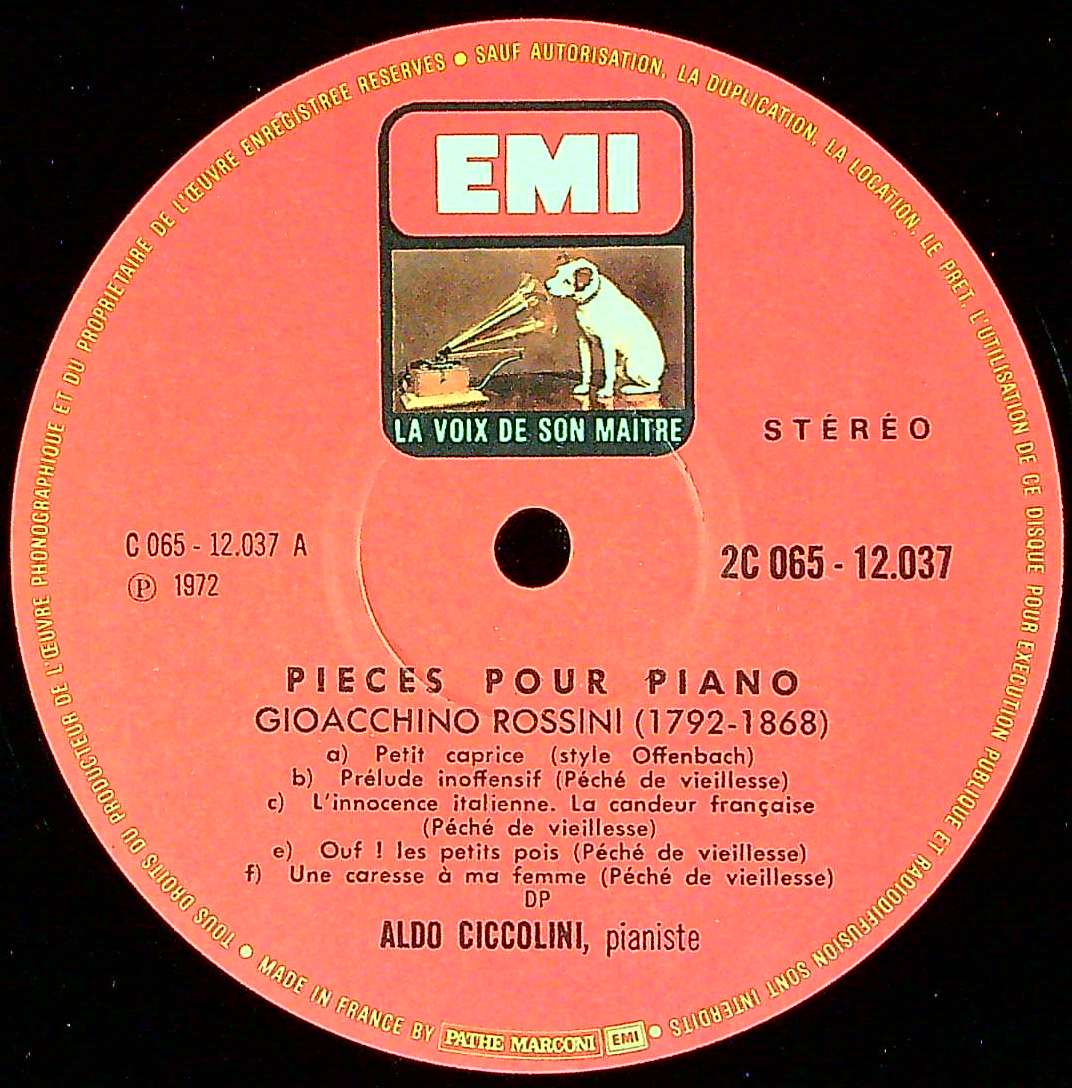 TOUS DROITS DU PRODUCTEUR DE L'ŒUVRE PHONOGRAPHIQUE ET DU PROPRIETAIRE DE L'ŒUVRE ENREGISTREE RESERVES • SAUF AUTORISATION, LA DUPLICATION, LA LOCATION, LE PRET, L'UTILISATION DE CE DISQUE POUR EXECUTION PUBLIQUE ET RADIODIFFUSION SONT INTERDITS •
EMI
LA VOIX DE SON MAITRE
STÉRÉO
C 065 - 12.037 A
℗ 1972
2C 065 - 12.037
PIECES POUR PIANO
GIOACCHINO ROSSINI (1792-1868)
a) Petit caprice (style Offenbach)
b) Prélude inoffensif (Péché de vieillesse)
c) L'innocence italienne. La candeur française
(Péché de vieillesse)
e) Ouf ! les petits pois (Péché de vieillesse)
f) Une caresse à ma femme (Péché de vieillesse)
DP
ALDO CICCOLINI, pianiste
• MADE IN FRANCE BY PATHE MARCONI EMI